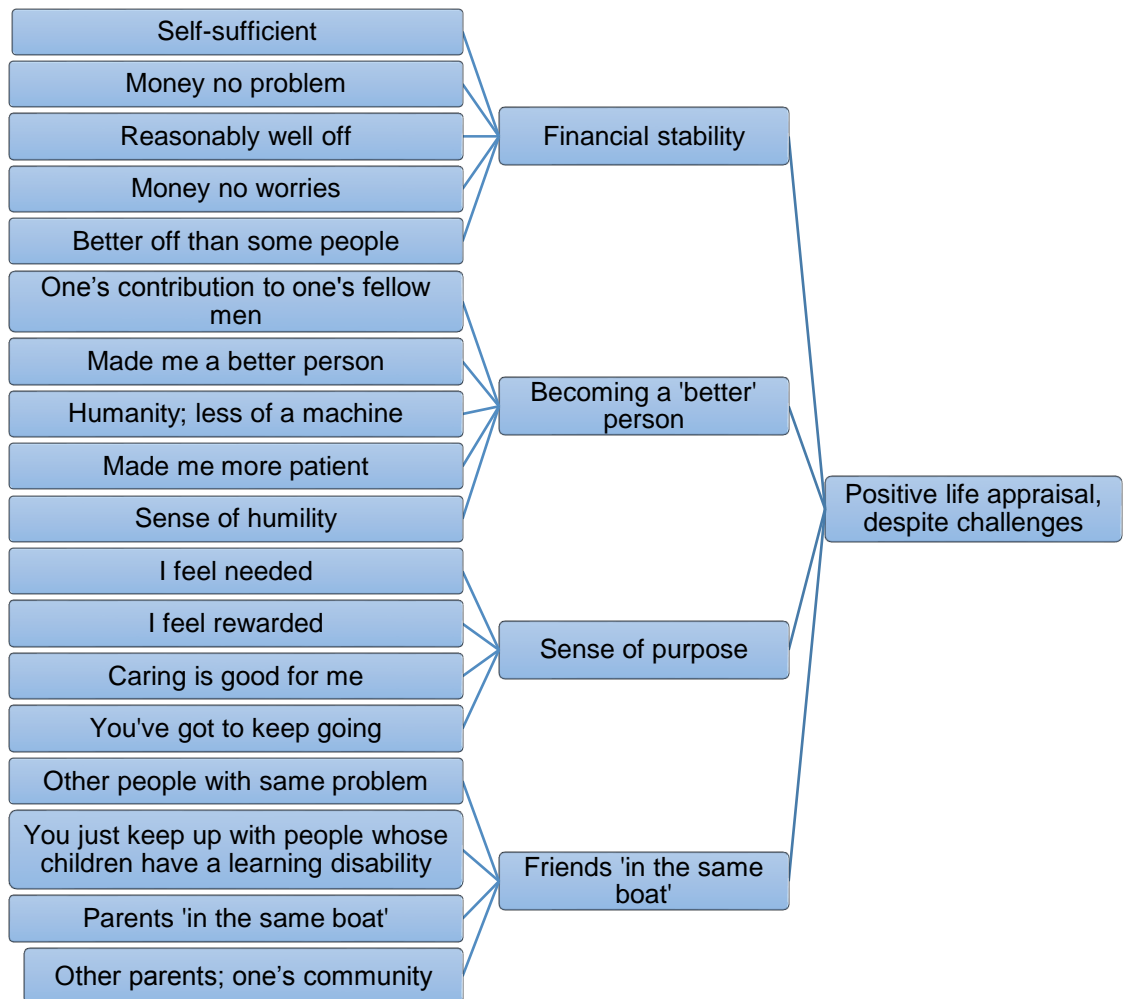 Self-sufficient
Money no problem
Reasonably well off
Money no worries
Better off than some people
One’s contribution to one's fellow
men
Made me a better person
Humanity; less of a machine
Made me more patient
Sense of humility
I feel needed
I feel rewarded
Caring is good for me
You've got to keep going
Other people with same problem
You just keep up with people whose
children have a learning disability
Parents 'in the same boat'
Other parents; one’s community
Financial stability
Becoming a 'better'
person
Sense of purpose
Friends 'in the same
boat'
Positive life appraisal,
despite challenges